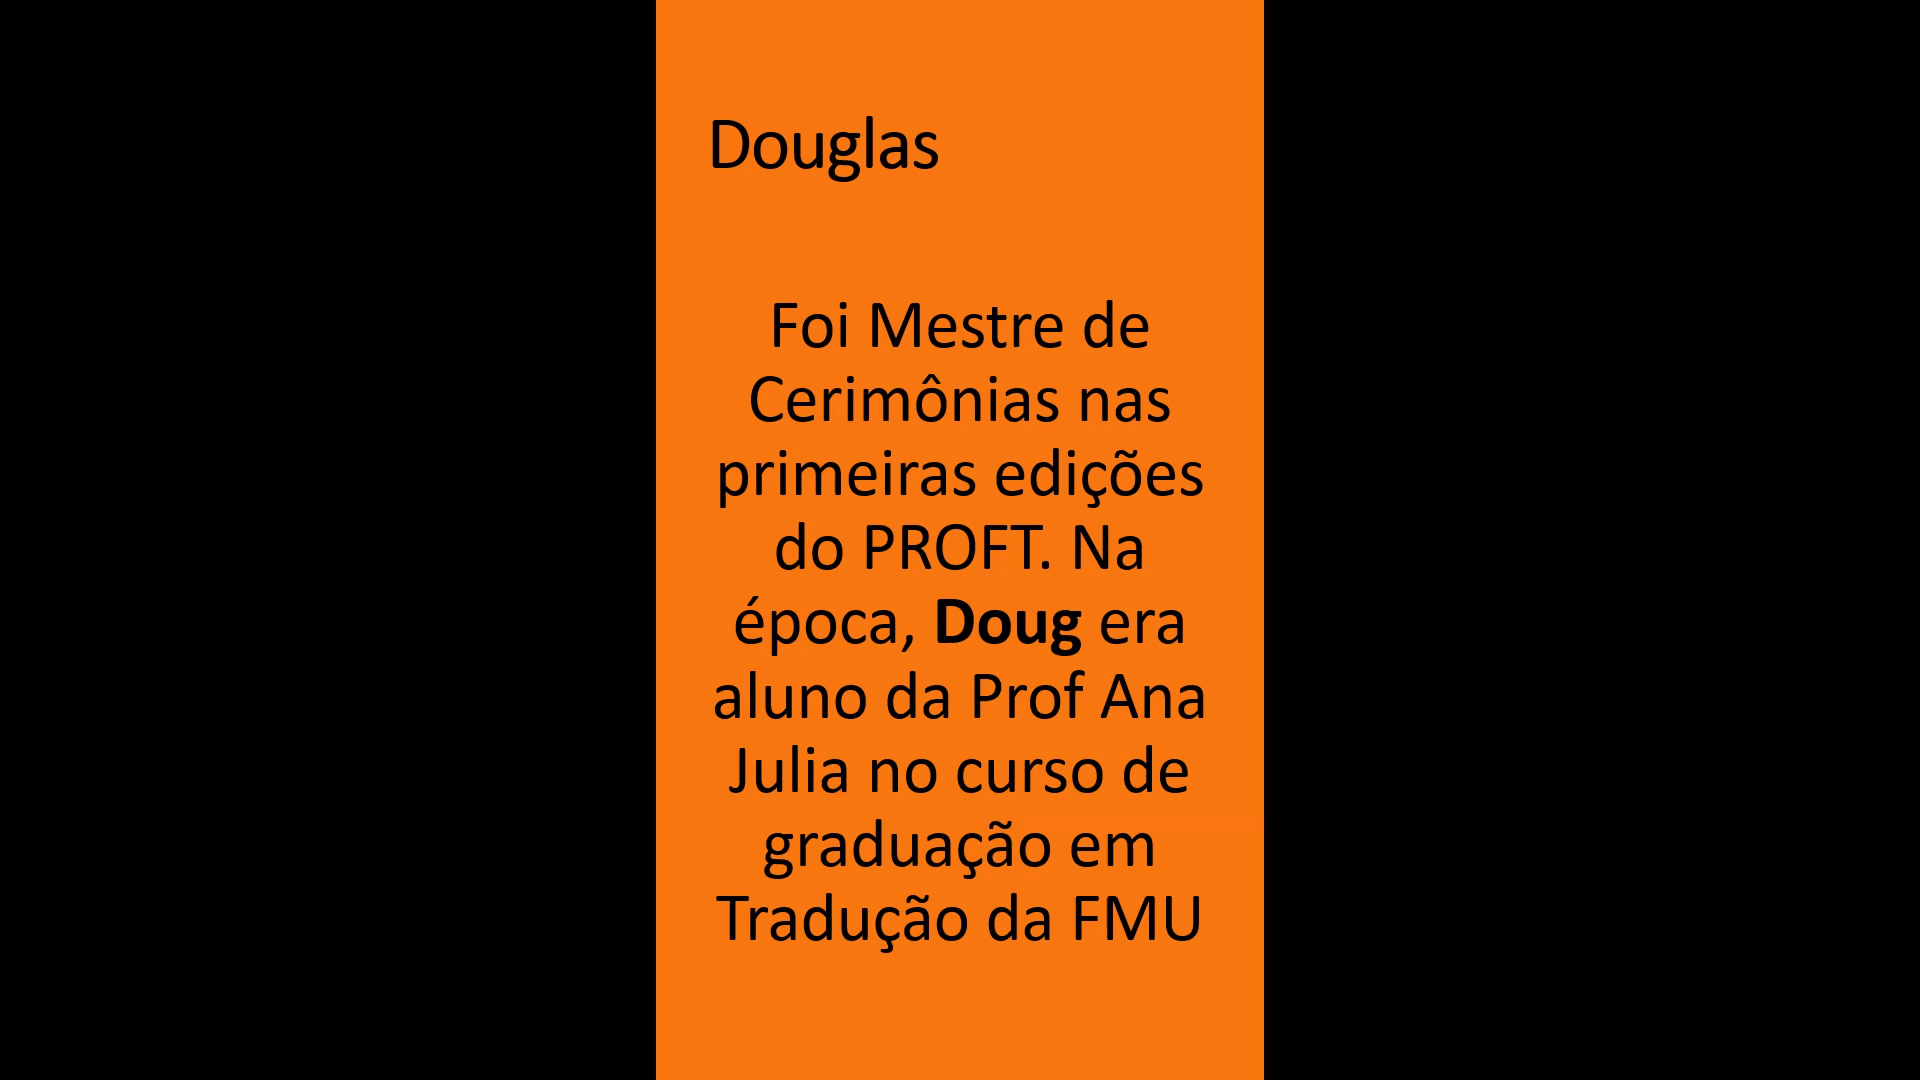 Douglas
Foi Mestre de
Cerimônias nas
primeiras edições
do PROFT. Na
época, Doug era
aluno da Prof Ana
Julia no curso de
graduação em
Tradução da FMU